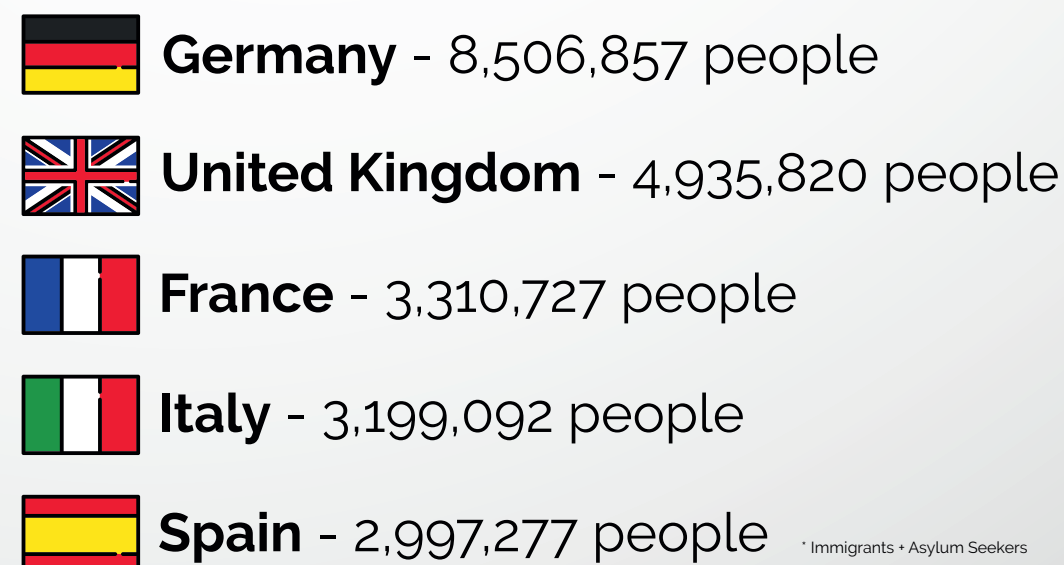 Germany - 8,506,857 people
United Kingdom - 4,935,820 people
France - 3,310,727 people
Italy - 3,199,092 people
Spain - 2,997,277 people
* Immigrants + Asylum Seekers